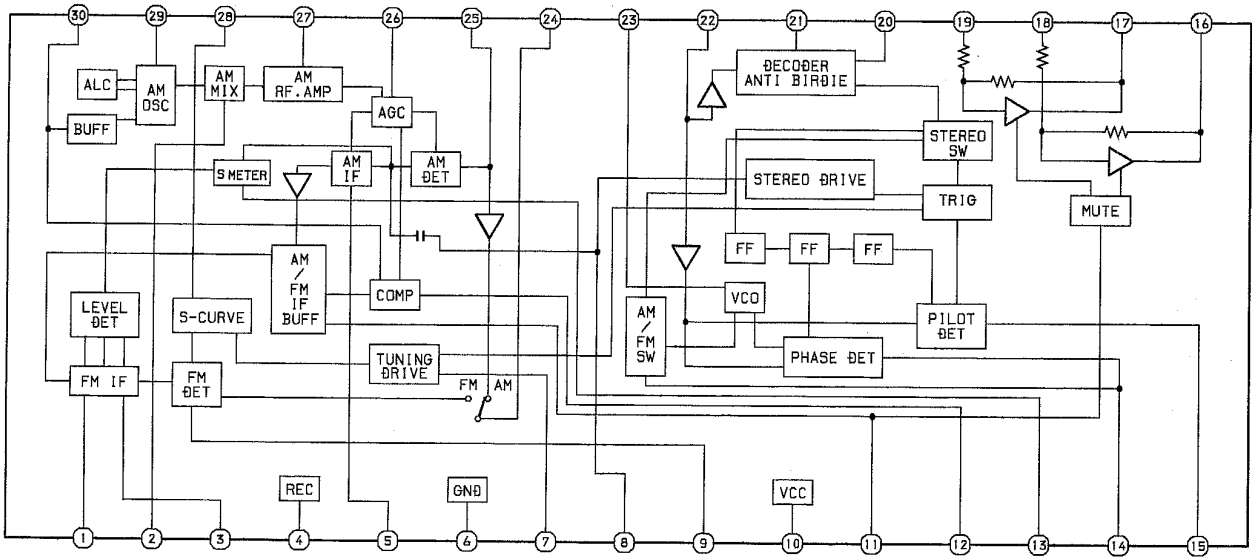 30 29 28 27 26 25 24 23 22 21 20 19 18 17 16
ALC
AM
OSC
AM
MIX
AM
RF.AMP
AGC
BUFF
S METER
AM
IF
AM
DET
DECODER
ANTI BIRDIE
STEREO
SW
STEREO DRIVE
TRIG
MUTE
AM
/
FM
IF
BUFF
COMP
FF
FF
FF
LEVEL
DET
S-CURVE
VCO
AM
/
FM
SW
PILOT
DET
PHASE DET
TUNING
DRIVE
FM IF
FM
DET
FM AM
REC
GND
VCC
1 2 3 4 5 6 7 8 9 10 11 12 13 14 15